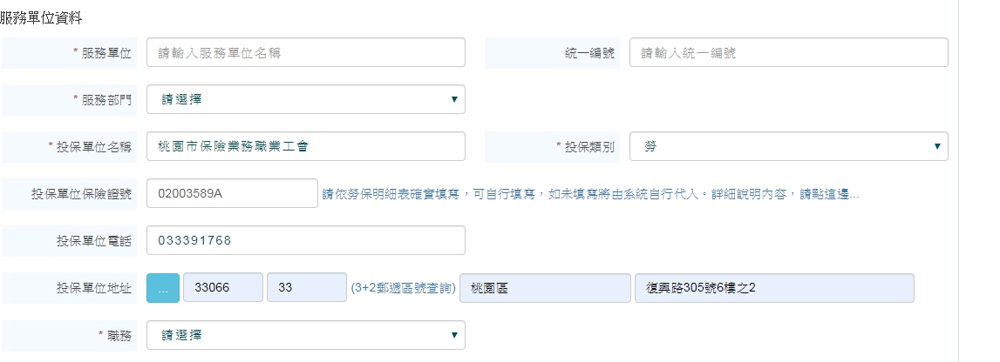 服務單位資料
* 服務單位 請輸入服務單位名稱 統一編號 請輸入統一編號
* 服務部門 請選擇
* 投保單位名稱 桃園市保險業務職業工會 * 投保類別 勞
投保單位保險證號 02003589A 請依勞保明細表確實填寫，可自行填寫，如未填寫將由系統自行代入。詳細說明內容，請點這邊...
投保單位電話 033391768
投保單位地址 ... 33066 33 (3+2郵遞區號查詢) 桃園區 復興路305號6樓之2
* 職務 請選擇